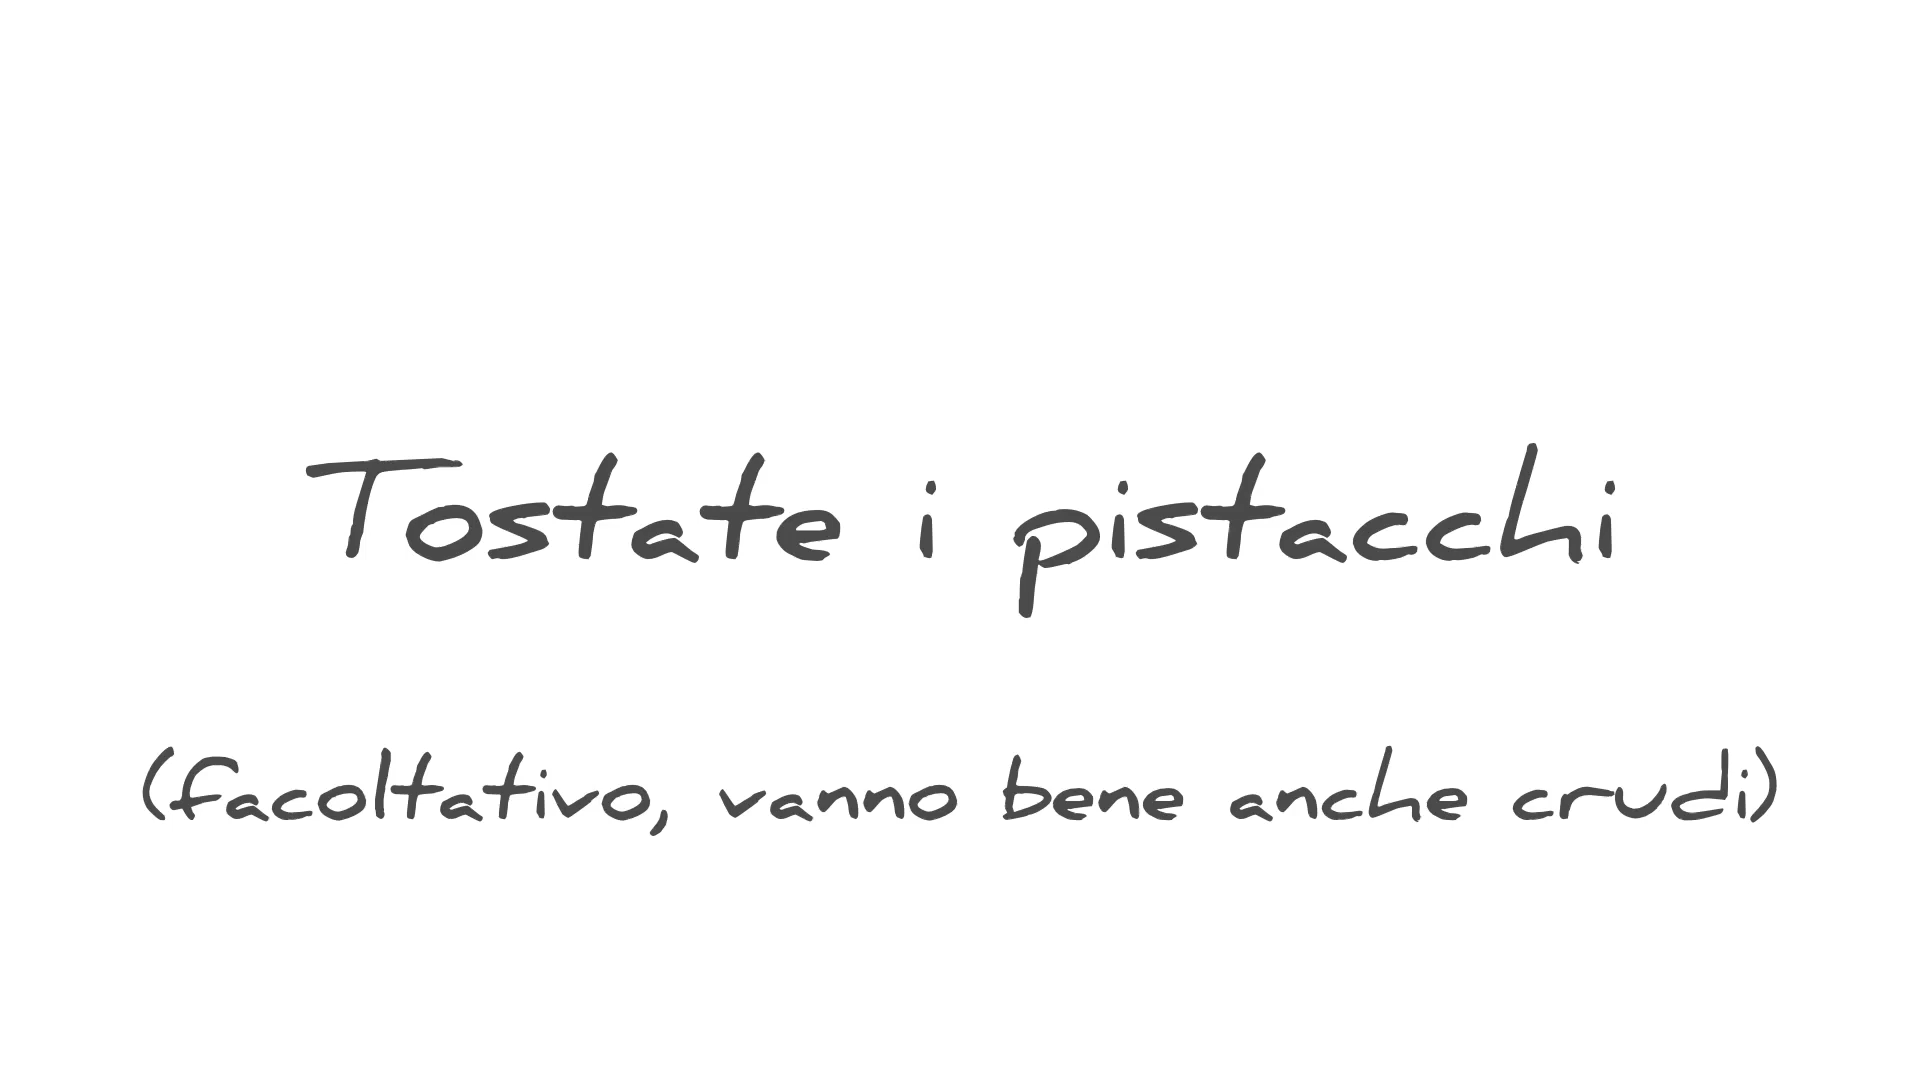 Tostate i pistacchi
(facoltativo, vanno bene anche crudi)